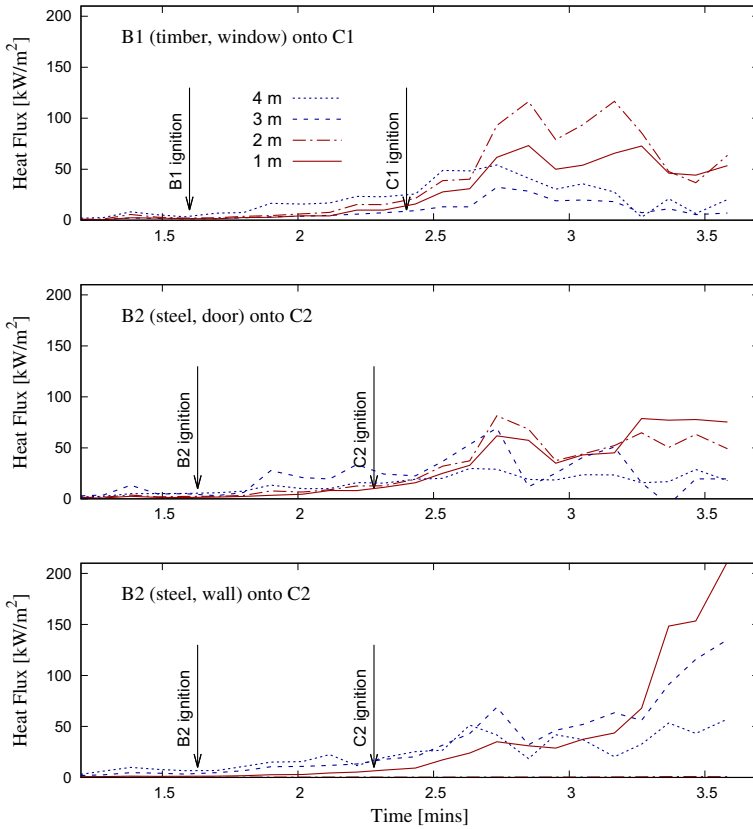 B1 (timber, window) onto C1
Heat Flux [kW/m2]
200
150
100
50
0
4 m
3 m
2 m
1 m
B1 ignition
C1 ignition
1.5
2
2.5
3
3.5
B2 (steel, door) onto C2
Heat Flux [kW/m2]
200
150
100
50
0
B2 ignition
C2 ignition
1.5
2
2.5
3
3.5
B2 (steel, wall) onto C2
Heat Flux [kW/m2]
200
150
100
50
0
B2 ignition
C2 ignition
1.5
2
2.5
3
3.5
Time [mins]